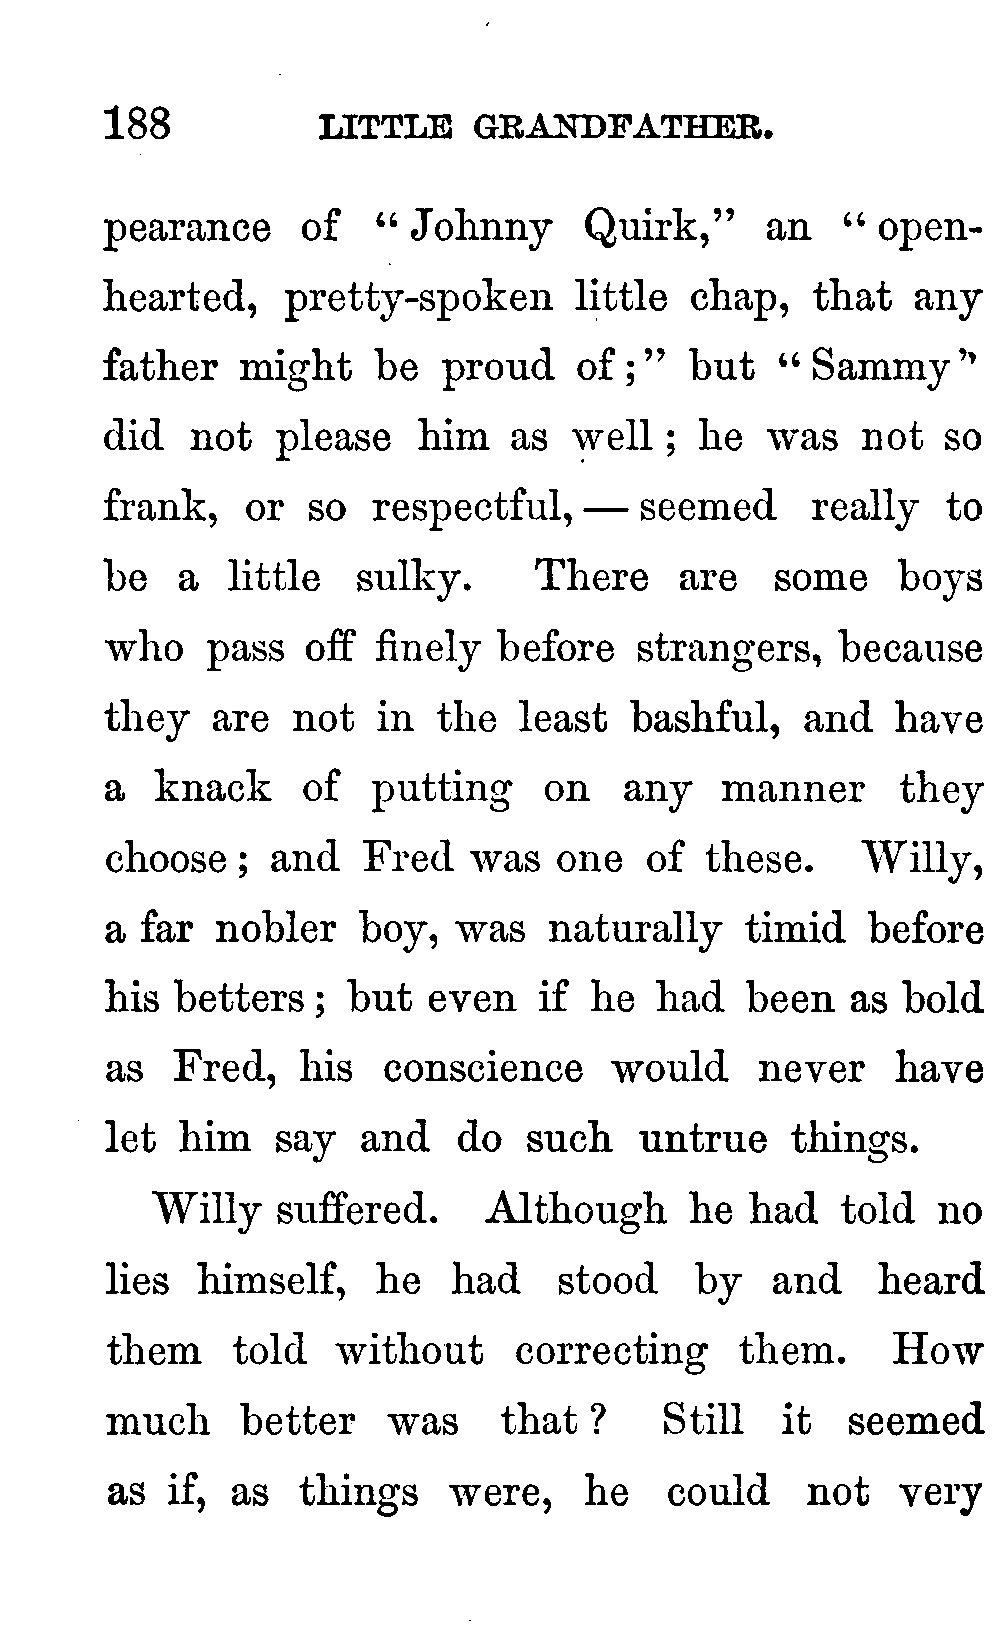 188 LITTLE GRANDFATHER.
pearance of “Johnny Quirk,” an “open-
hearted, pretty-spoken little chap, that any
father might be proud of;” but “Sammy”
did not please him as well; he was not so
frank, or so respectful, — seemed really to
be a little sulky. There are some boys
who pass off finely before strangers, because
they are not in the least bashful, and have
a knack of putting on any manner they
choose; and Fred was one of these. Willy,
a far nobler boy, was naturally timid before
his betters; but even if he had been as bold
as Fred, his conscience would never have
let him say and do such untrue things.
Willy suffered. Although he had told no
lies himself, he had stood by and heard
them told without correcting them. How
much better was that? Still it seemed
as if, as things were, he could not very